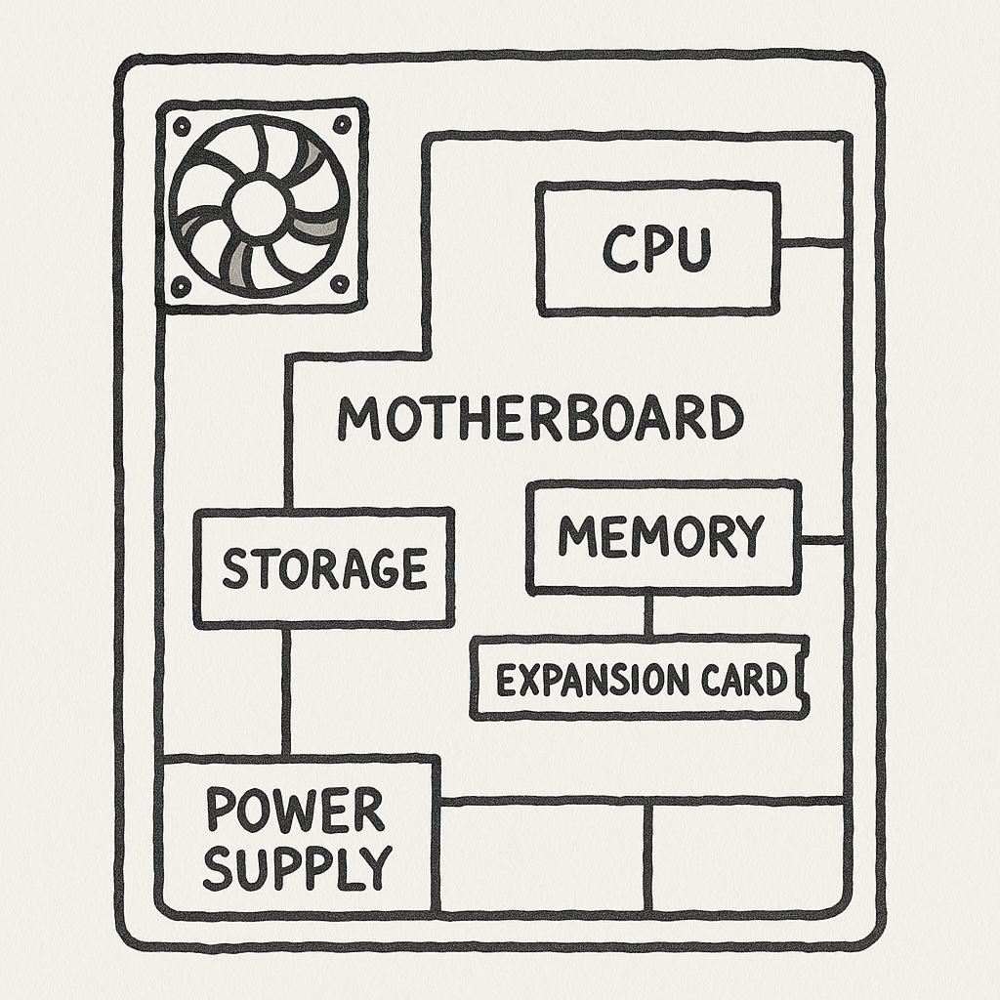 CPU
MOTHERBOARD
MEMORY
STORAGE
EXPANSION CARD
POWER
SUPPLY